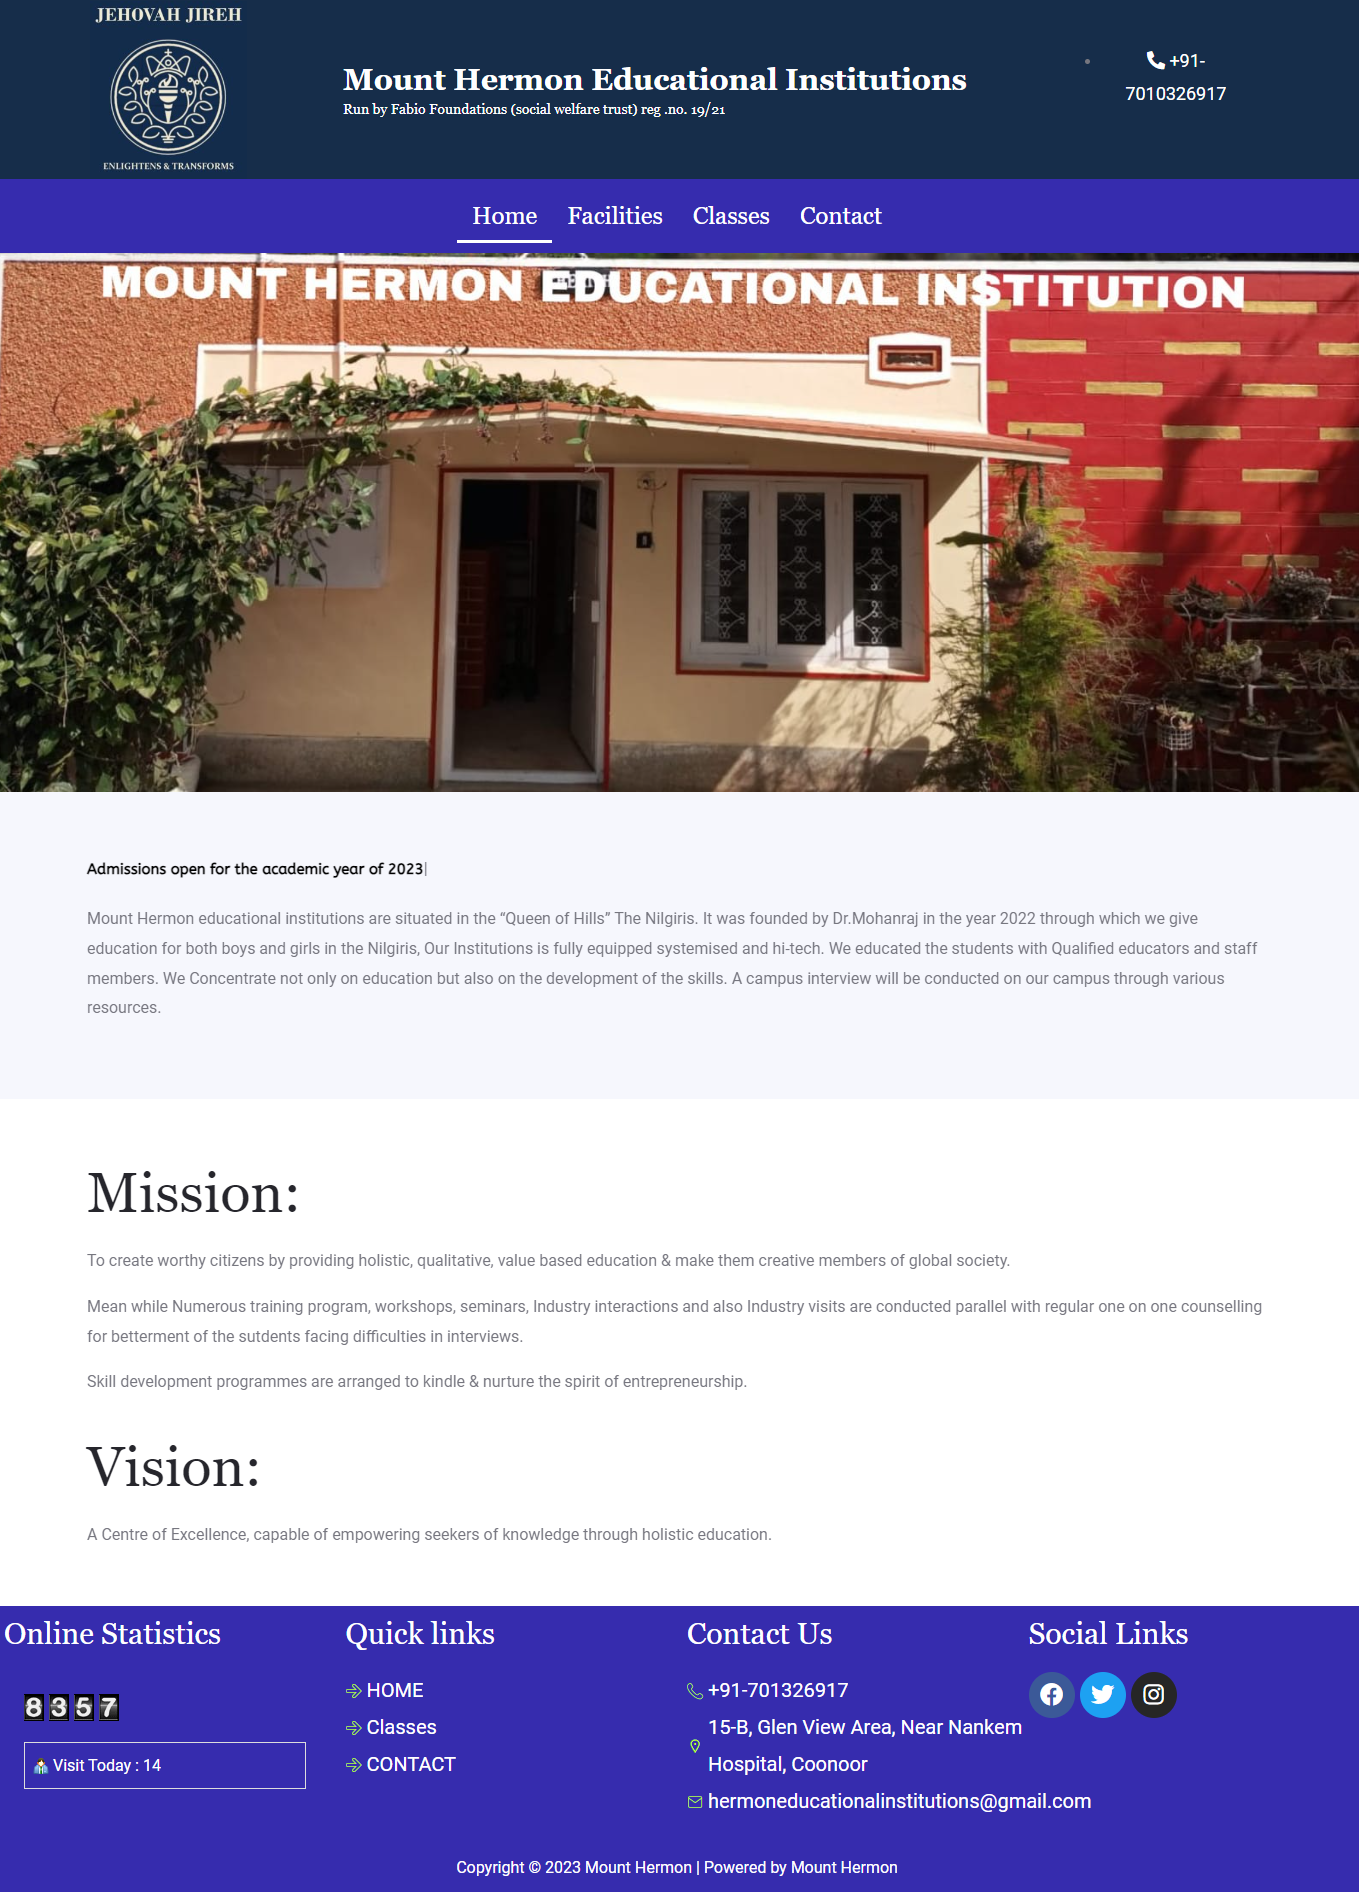 JEHOVAH JIREH
ENLIGHTENS & TRANSFORMS
Mount Hermon Educational Institutions
Run by Fabio Foundations (social welfare trust) reg .no. 19/21
+91-
7010326917
Home Facilities Classes Contact
MOUNT HERMON EDUCATIONAL INSTITUTION
Admissions open for the academic year of 2023|
Mount Hermon educational institutions are situated in the “Queen of Hills” The Nilgiris. It was founded by Dr.Mohanraj in the year 2022 through which we give
education for both boys and girls in the Nilgiris, Our Institutions is fully equipped systemised and hi-tech. We educated the students with Qualified educators and staff
members. We Concentrate not only on education but also on the development of the skills. A campus interview will be conducted on our campus through various
resources.
Mission:
To create worthy citizens by providing holistic, qualitative, value based education & make them creative members of global society.
Mean while Numerous training program, workshops, seminars, Industry interactions and also Industry visits are conducted parallel with regular one on one counselling
for betterment of the sutdents facing difficulties in interviews.
Skill development programmes are arranged to kindle & nurture the spirit of entrepreneurship.
Vision:
A Centre of Excellence, capable of empowering seekers of knowledge through holistic education.
Online Statistics
8357
Visit Today : 14
Quick links
HOME
Classes
CONTACT
Contact Us
+91-701326917
15-B, Glen View Area, Near Nankem
Hospital, Coonoor
hermoneducationalinstitutions@gmail.com
Social Links
Copyright © 2023 Mount Hermon | Powered by Mount Hermon